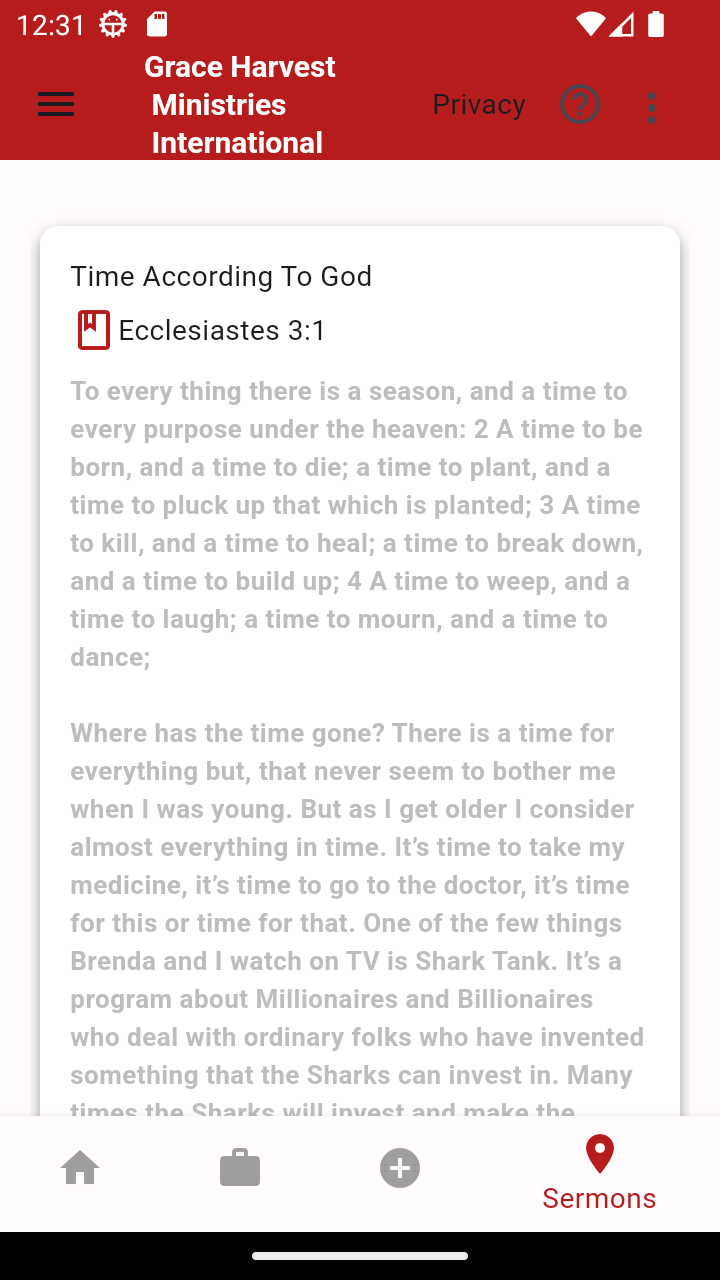 12:31
Grace Harvest
Ministries
International
Privacy
Time According To God
Ecclesiastes 3:1
To every thing there is a season, and a time to
every purpose under the heaven: 2 A time to be
born, and a time to die; a time to plant, and a
time to pluck up that which is planted; 3 A time
to kill, and a time to heal; a time to break down,
and a time to build up; 4 A time to weep, and a
time to laugh; a time to mourn, and a time to
dance;
Where has the time gone? There is a time for
everything but, that never seem to bother me
when I was young. But as I get older I consider
almost everything in time. It’s time to take my
medicine, it’s time to go to the doctor, it’s time
for this or time for that. One of the few things
Brenda and I watch on TV is Shark Tank. It’s a
program about Millionaires and Billionaires
who deal with ordinary folks who have invented
something that the Sharks can invest in. Many
times the Sharks will invest and make the
Sermons